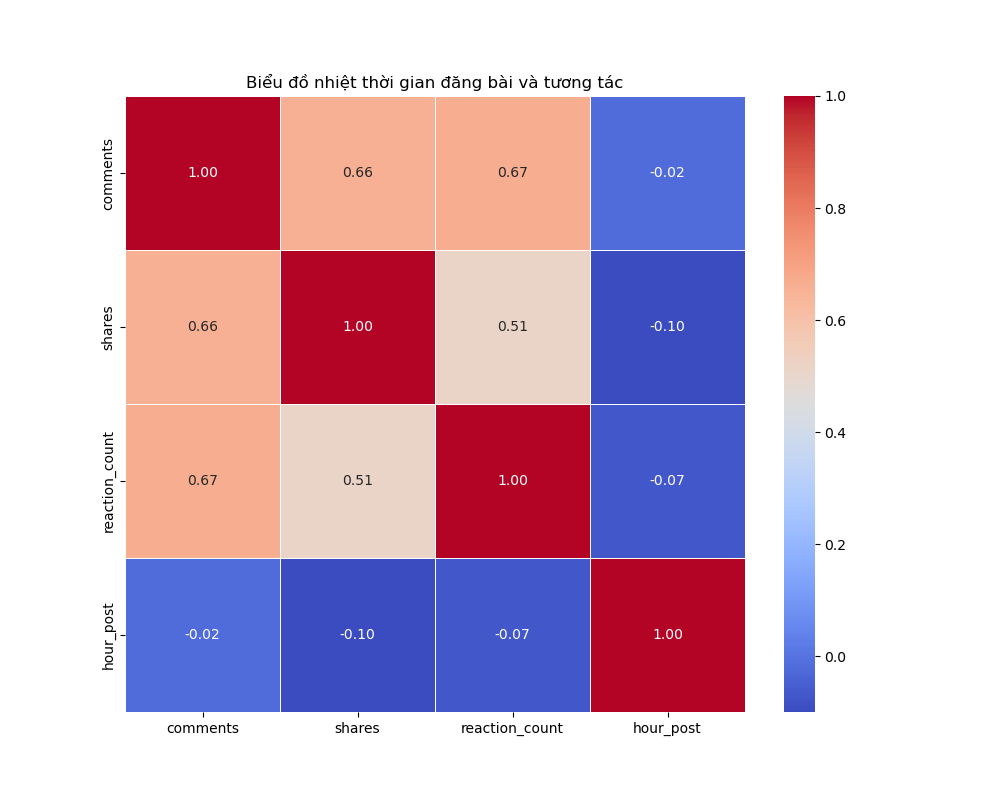 Biểu đồ nhiệt thời gian đăng bài và tương tác
comments
1.00 0.66 0.67 -0.02
shares
0.66 1.00 0.51 -0.10
reaction_count
0.67 0.51 1.00 -0.07
hour_post
-0.02 -0.10 -0.07 1.00
comments shares reaction_count hour_post
1.0
0.8
0.6
0.4
0.2
0.0